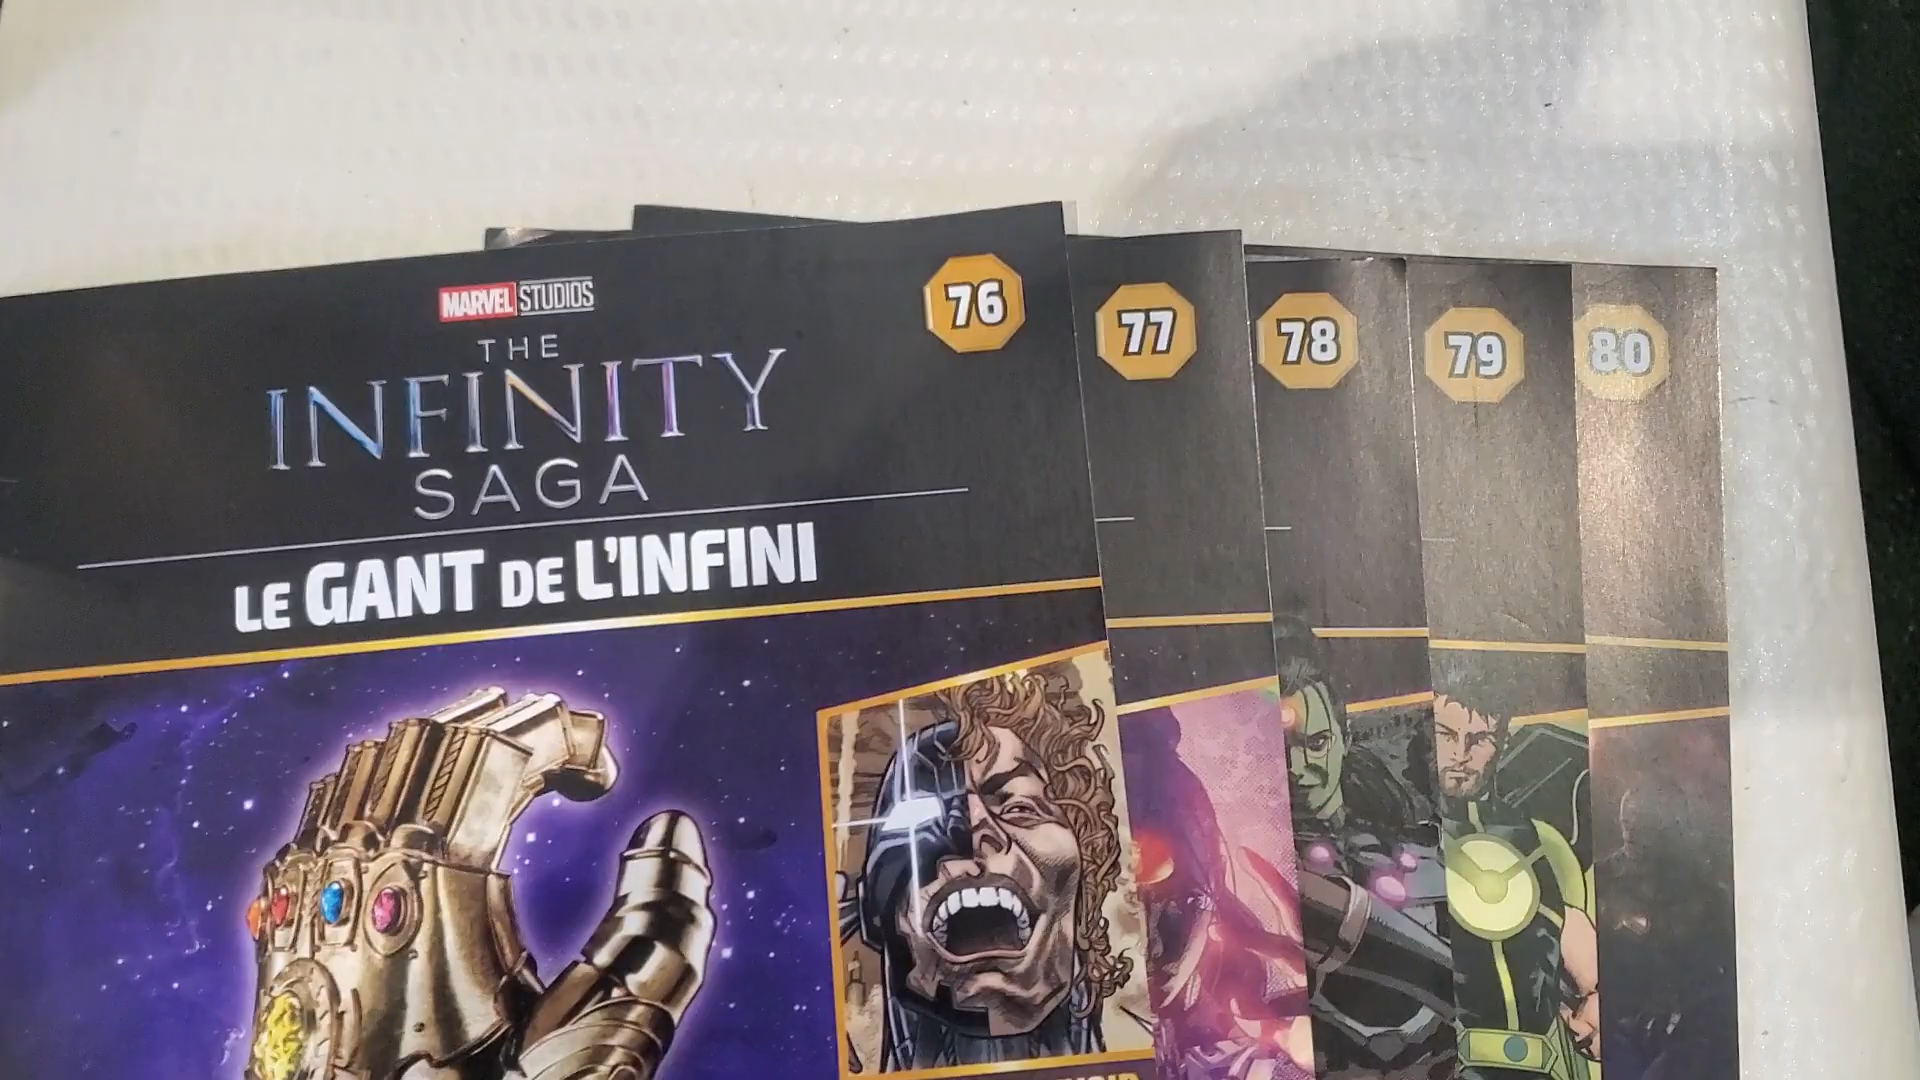 MARVEL STUDIOS
THE
INFINITY
SAGA
LE GANT DE L'INFINI
76
77
78
79
80